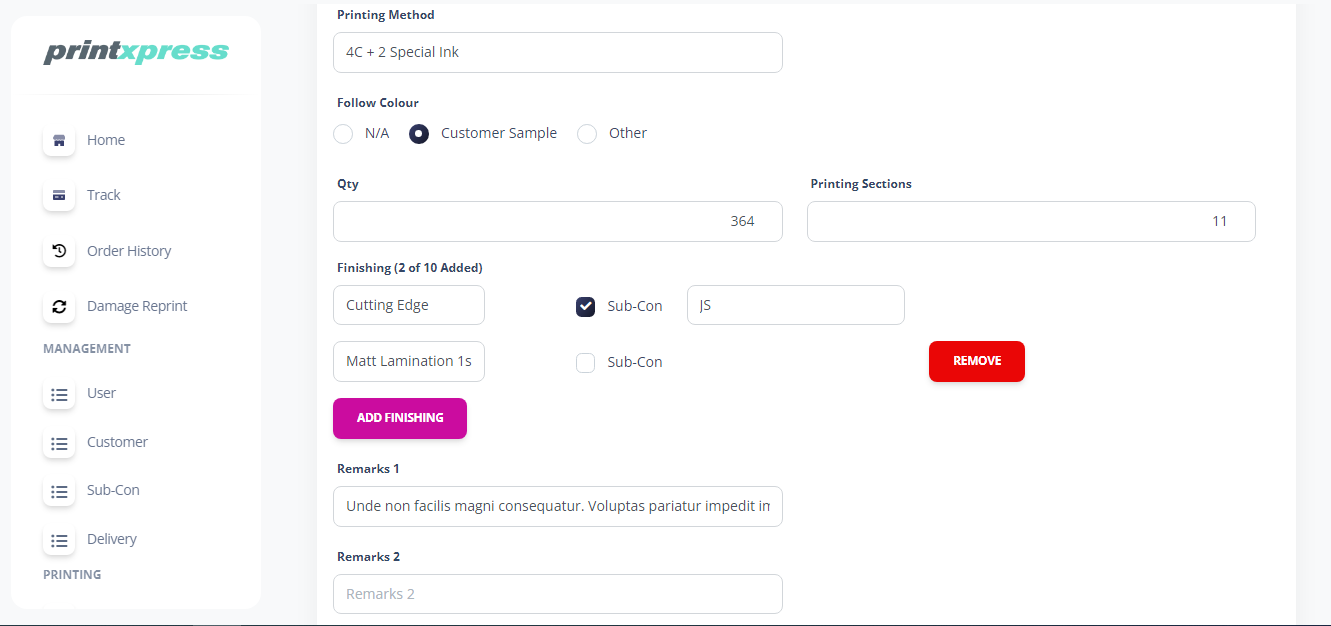 printxpress
Home
Track
Order History
Damage Reprint
MANAGEMENT
User
Customer
Sub-Con
Delivery
PRINTING
Printing Method
4C + 2 Special Ink
Follow Colour
N/A Customer Sample Other
Qty Printing Sections
364 11
Finishing (2 of 10 Added)
Cutting Edge Sub-Con JS
Matt Lamination 1s Sub-Con REMOVE
ADD FINISHING
Remarks 1
Unde non facilis magni consequatur. Voluptas pariatur impedit in
Remarks 2
Remarks 2